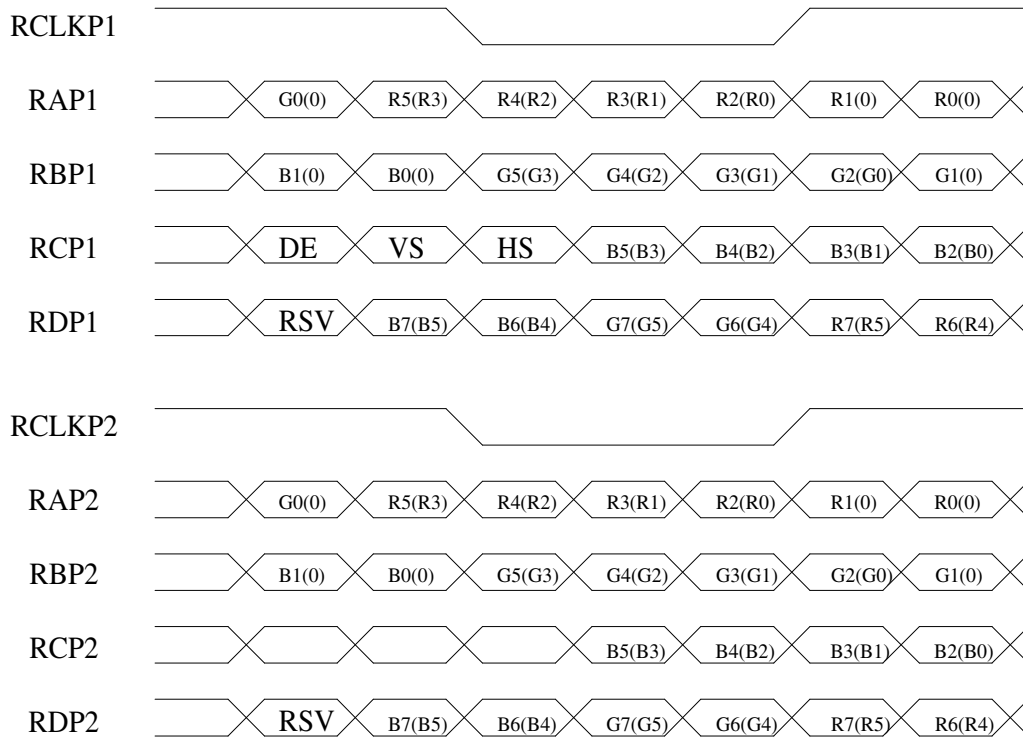 RCLKP1
RAP1 G0(0) R5(R3) R4(R2) R3(R1) R2(R0) R1(0) R0(0)
RBP1 B1(0) B0(0) G5(G3) G4(G2) G3(G1) G2(G0) G1(0)
RCP1 DE VS HS B5(B3) B4(B2) B3(B1) B2(B0)
RDP1 RSV B7(B5) B6(B4) G7(G5) G6(G4) R7(R5) R6(R4)
RCLKP2
RAP2 G0(0) R5(R3) R4(R2) R3(R1) R2(R0) R1(0) R0(0)
RBP2 B1(0) B0(0) G5(G3) G4(G2) G3(G1) G2(G0) G1(0)
RCP2 B5(B3) B4(B2) B3(B1) B2(B0)
RDP2 RSV B7(B5) B6(B4) G7(G5) G6(G4) R7(R5) R6(R4)